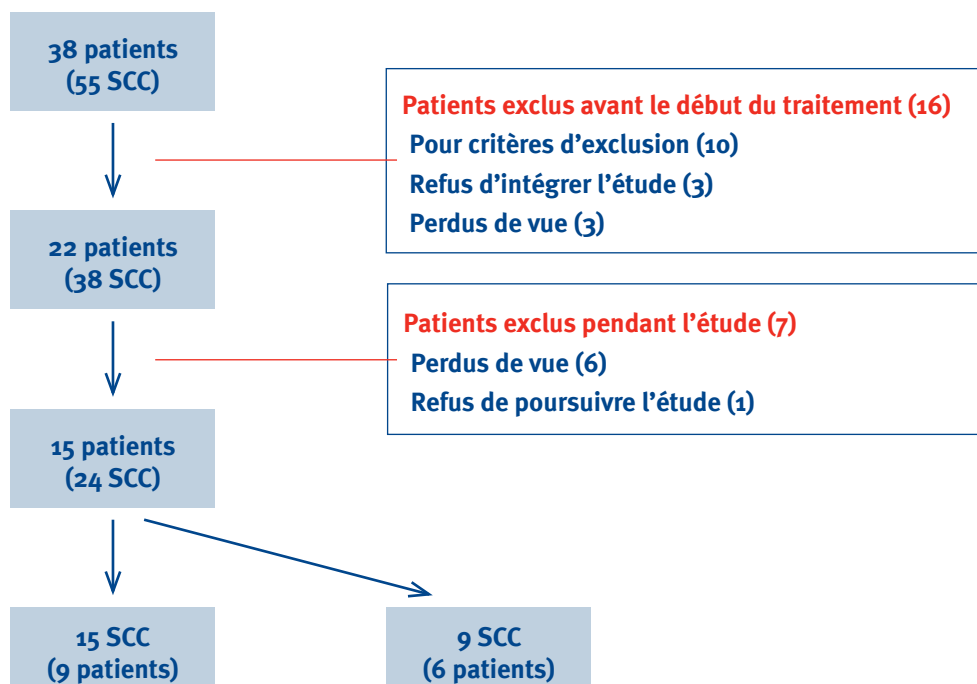 38 patients
(55 SCC)
Patients exclus avant le début du traitement (16)
Pour critères d’exclusion (10)
Refus d’intégrer l’étude (3)
Perdus de vue (3)
22 patients
(38 SCC)
Patients exclus pendant l’étude (7)
Perdus de vue (6)
Refus de poursuivre l’étude (1)
15 patients
(24 SCC)
15 SCC
(9 patients)
9 SCC
(6 patients)